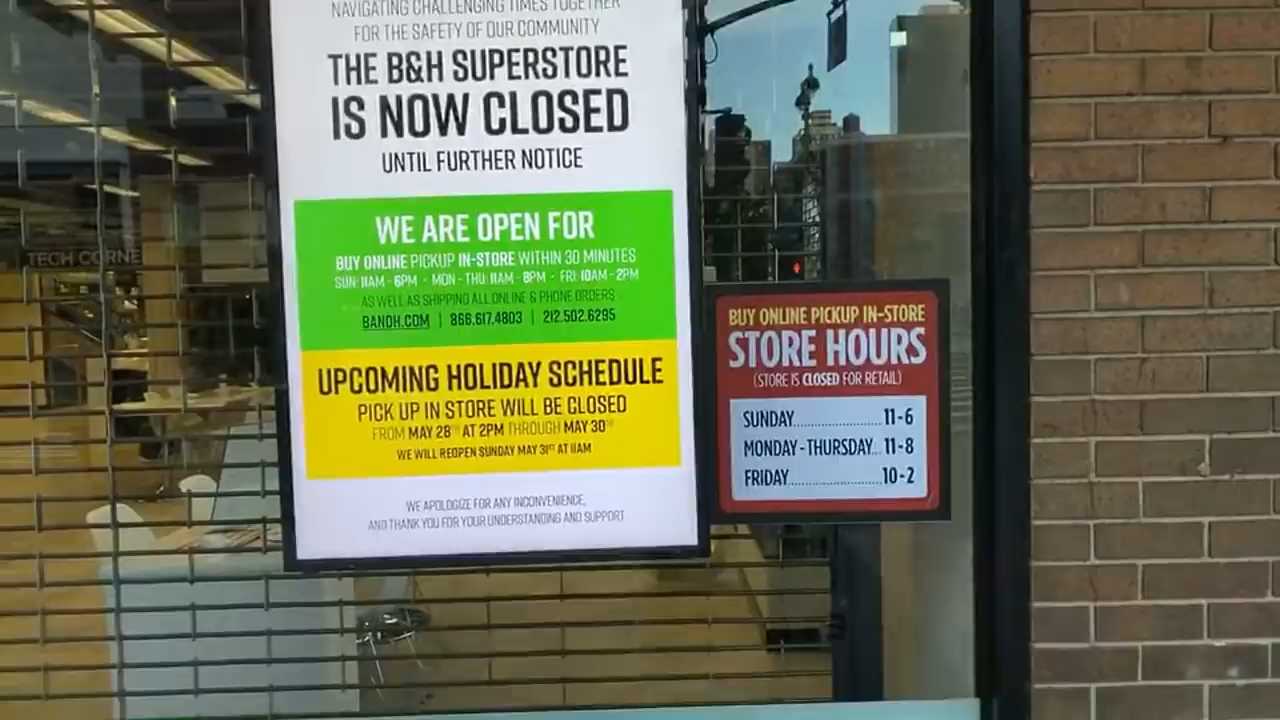 NAVIGATING CHALLENGING TIMES TOGETHER
FOR THE SAFETY OF OUR COMMUNITY
THE B&H SUPERSTORE
IS NOW CLOSED
UNTIL FURTHER NOTICE
WE ARE OPEN FOR
BUY ONLINE PICKUP IN-STORE WITHIN 30 MINUTES
SUN: 11AM - 6PM • MON - THU: 11AM - 8PM • FRI: 10AM - 2PM
AS WELL AS SHIPPING ALL ONLINE & PHONE ORDERS
BANDH.COM | 866.617.4803 | 212.502.6295
UPCOMING HOLIDAY SCHEDULE
PICK UP IN STORE WILL BE CLOSED
FROM MAY 28TH AT 2PM THROUGH MAY 30TH
WE WILL REOPEN SUNDAY MAY 31ST AT 11AM
WE APOLOGIZE FOR ANY INCONVENIENCE,
AND THANK YOU FOR YOUR UNDERSTANDING AND SUPPORT
BUY ONLINE PICKUP IN-STORE
STORE HOURS
(STORE IS CLOSED FOR RETAIL)
SUNDAY..................... 11-6
MONDAY - THURSDAY... 11-8
FRIDAY...................... 10-2
TECH CORNE